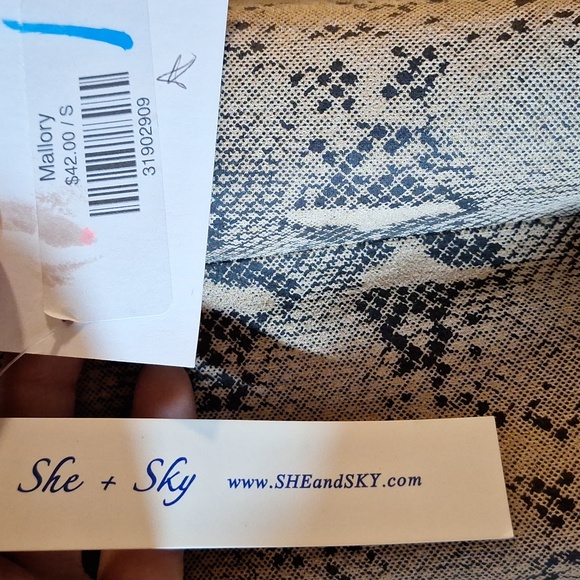 Mallory
$42.00 / S
31902909
She + Sky www.SHEandSKY.com